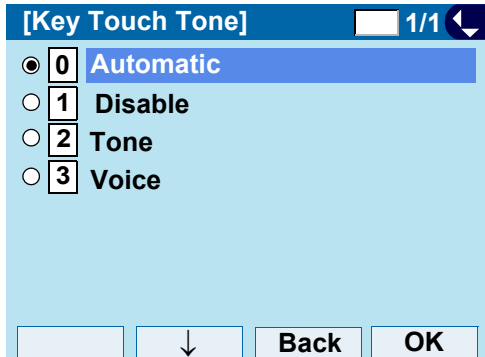 [Key Touch Tone] 1/1
0 Automatic
1 Disable
2 Tone
3 Voice
↓ Back OK